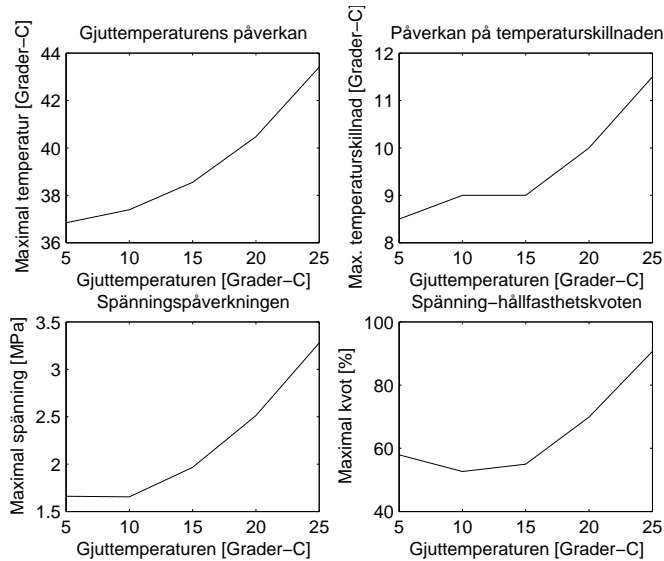 Gjuttemperaturens påverkan
Maximal temperatur [Grader−C]
44
42
40
38
36
5 10 15 20 25
Gjuttemperaturen [Grader−C]
Påverkan på temperaturskillnaden
Max. temperaturskillnad [Grader−C]
12
11
10
9
8
5 10 15 20 25
Gjuttemperaturen [Grader−C]
Spänningspåverkningen
Maximal spänning [MPa]
3.5
3
2.5
2
1.5
5 10 15 20 25
Gjuttemperaturen [Grader−C]
Spänning−hållfasthetskvoten
Maximal kvot [%]
100
80
60
40
5 10 15 20 25
Gjuttemperaturen [Grader−C]